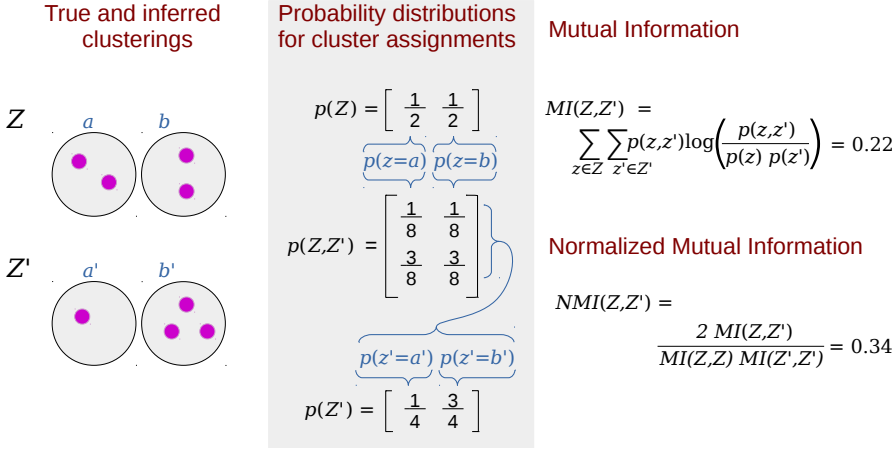 True and inferred
clusterings
Z
a b
Z'
a' b'
Probability distributions
for cluster assignments
p(Z) = [ 1/2 1/2 ]
p(z=a) p(z=b)
p(Z,Z') = [ 1/8 1/8
3/8 3/8 ]
p(z'=a') p(z'=b')
p(Z') = [ 1/4 3/4 ]
Mutual Information
MI(Z,Z') =
∑z∈Z ∑z'∈Z' p(z,z')log(p(z,z')/p(z) p(z')) = 0.22
Normalized Mutual Information
NMI(Z,Z') =
2 MI(Z,Z')/MI(Z,Z) MI(Z',Z') = 0.34